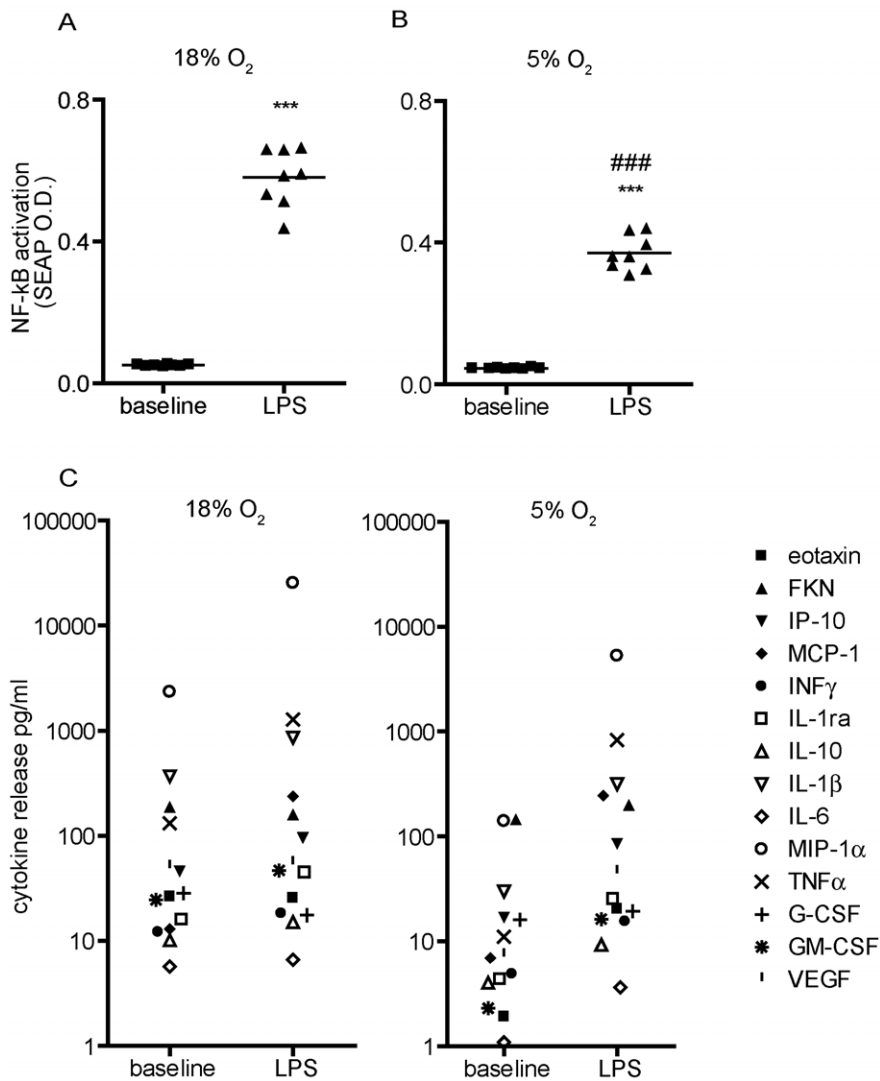 A
18% O2
B
5% O2
NF-kB activation
(SEAP O.D.)
0.8
0.4
0.0
***
baseline
LPS
0.8
0.4
0.0
###
***
baseline
LPS
C
18% O2
5% O2
cytokine release pg/ml
100000
10000
1000
100
10
1
baseline
LPS
100000
10000
1000
100
10
1
baseline
LPS
eotaxin
FKN
IP-10
MCP-1
INFγ
IL-1ra
IL-10
IL-1β
IL-6
MIP-1α
TNFα
G-CSF
GM-CSF
VEGF